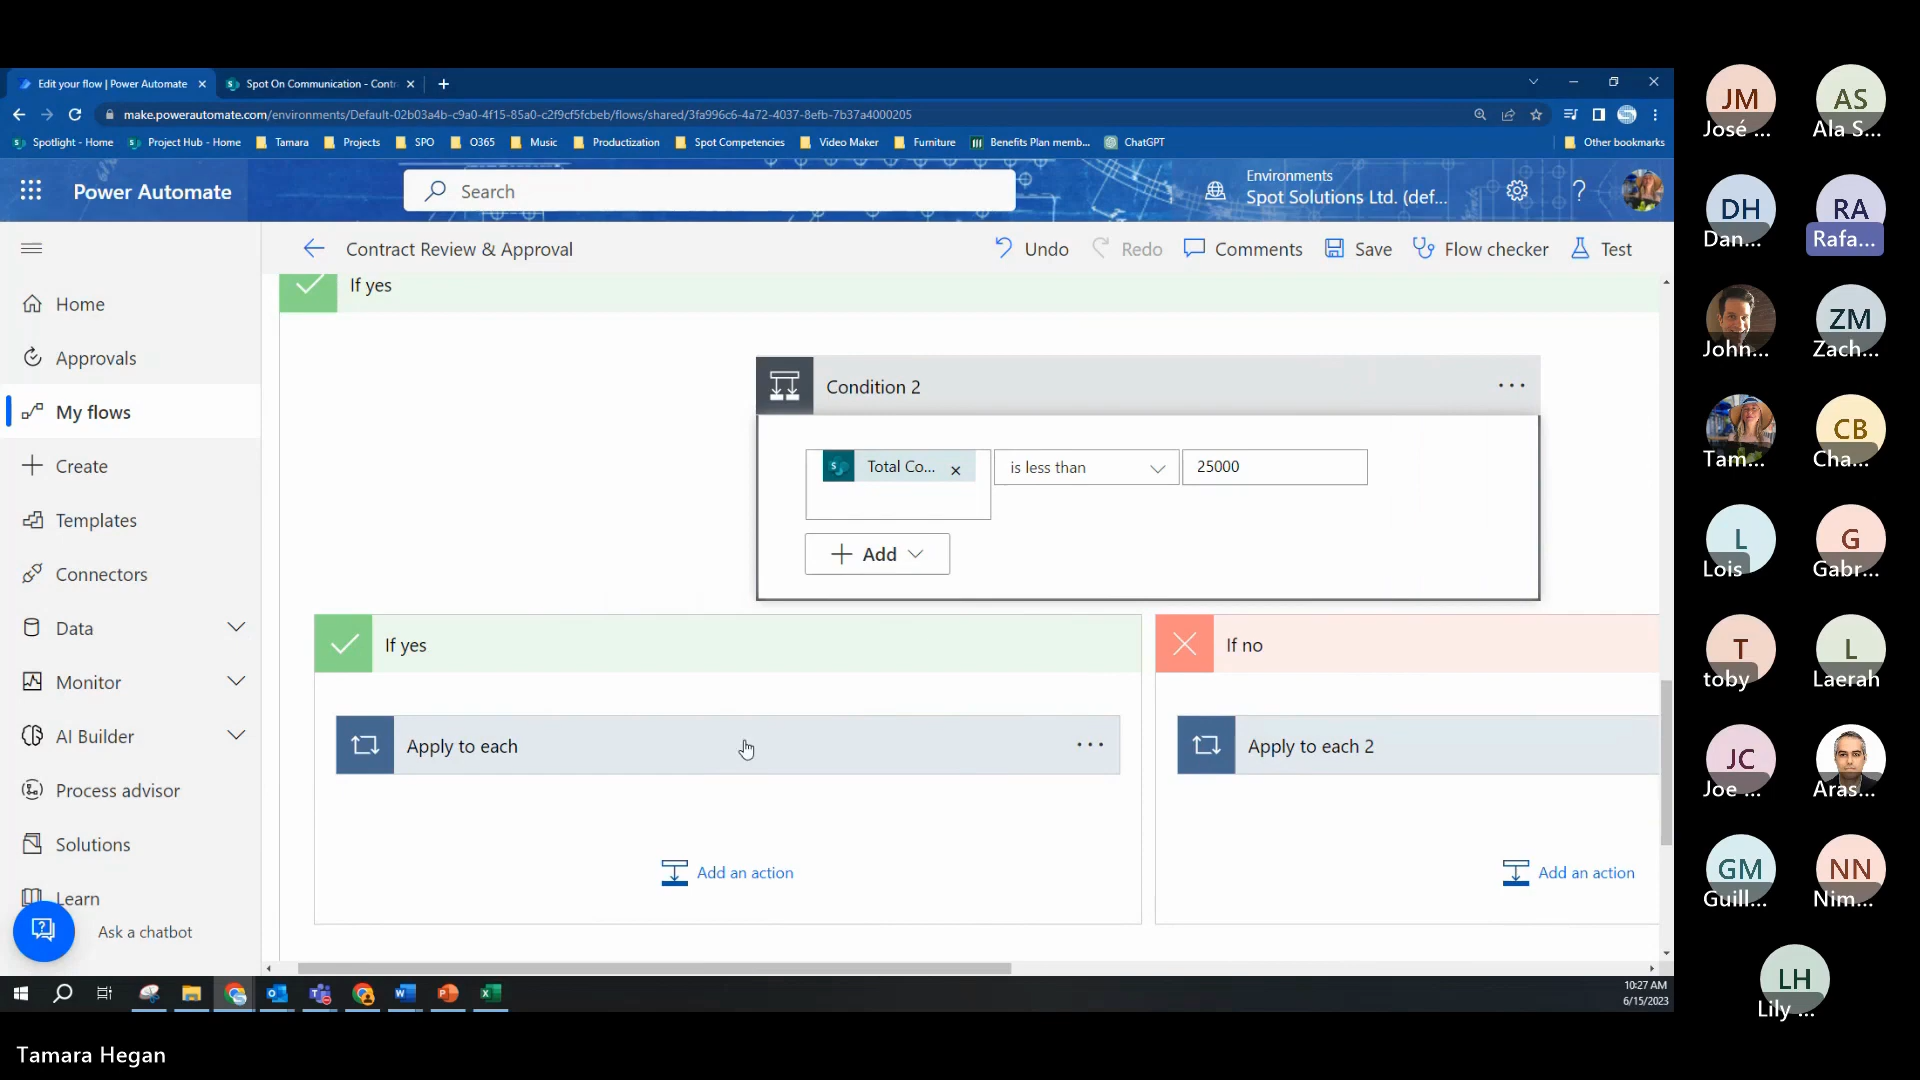 Edit your flow | Power Automate
Spot On Communication - Contr
make.powerautomate.com/environments/Default-02b03a4b-c9a0-4f15-85a0-c2f9cf5fcbeb/flows/shared/3fa996c6-4a72-4037-8efb-7b37a4000205
Spotlight - Home
Project Hub - Home
Tamara
Projects
SPO
O365
Music
Productization
Spot Competencies
Video Maker
Furniture
Benefits Plan memb...
ChatGPT
Other bookmarks
Power Automate
Search
Environments
Spot Solutions Ltd. (def...
Contract Review & Approval
Undo
Redo
Comments
Save
Flow checker
Test
Home
Approvals
My flows
Create
Templates
Connectors
Data
Monitor
AI Builder
Process advisor
Solutions
Learn
Ask a chatbot
If yes
Condition 2
Total Co...
is less than
25000
Add
If yes
If no
Apply to each
Apply to each 2
Add an action
Add an action
10:27 AM
6/15/2023
JM
José ...
AS
Ala S...
DH
Dan...
RA
Rafa...
John...
ZM
Zach...
Tam...
CB
Cha...
L
Lois
G
Gabr...
T
toby
L
Laerah
JC
Joe ...
Aras...
GM
Guill...
NN
Nim...
LH
Lily ...
Tamara Hegan